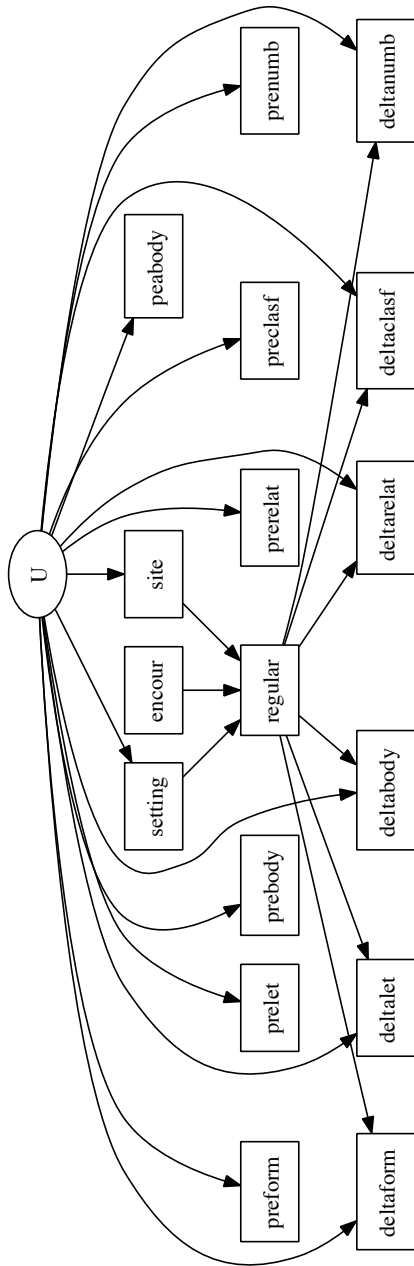 U
setting
encour
site
peabody
preform
prelet
prebody
regular
prerelat
preclasf
prenumb
deltaform
deltalet
deltabody
deltarelat
deltaclasf
deltanumb